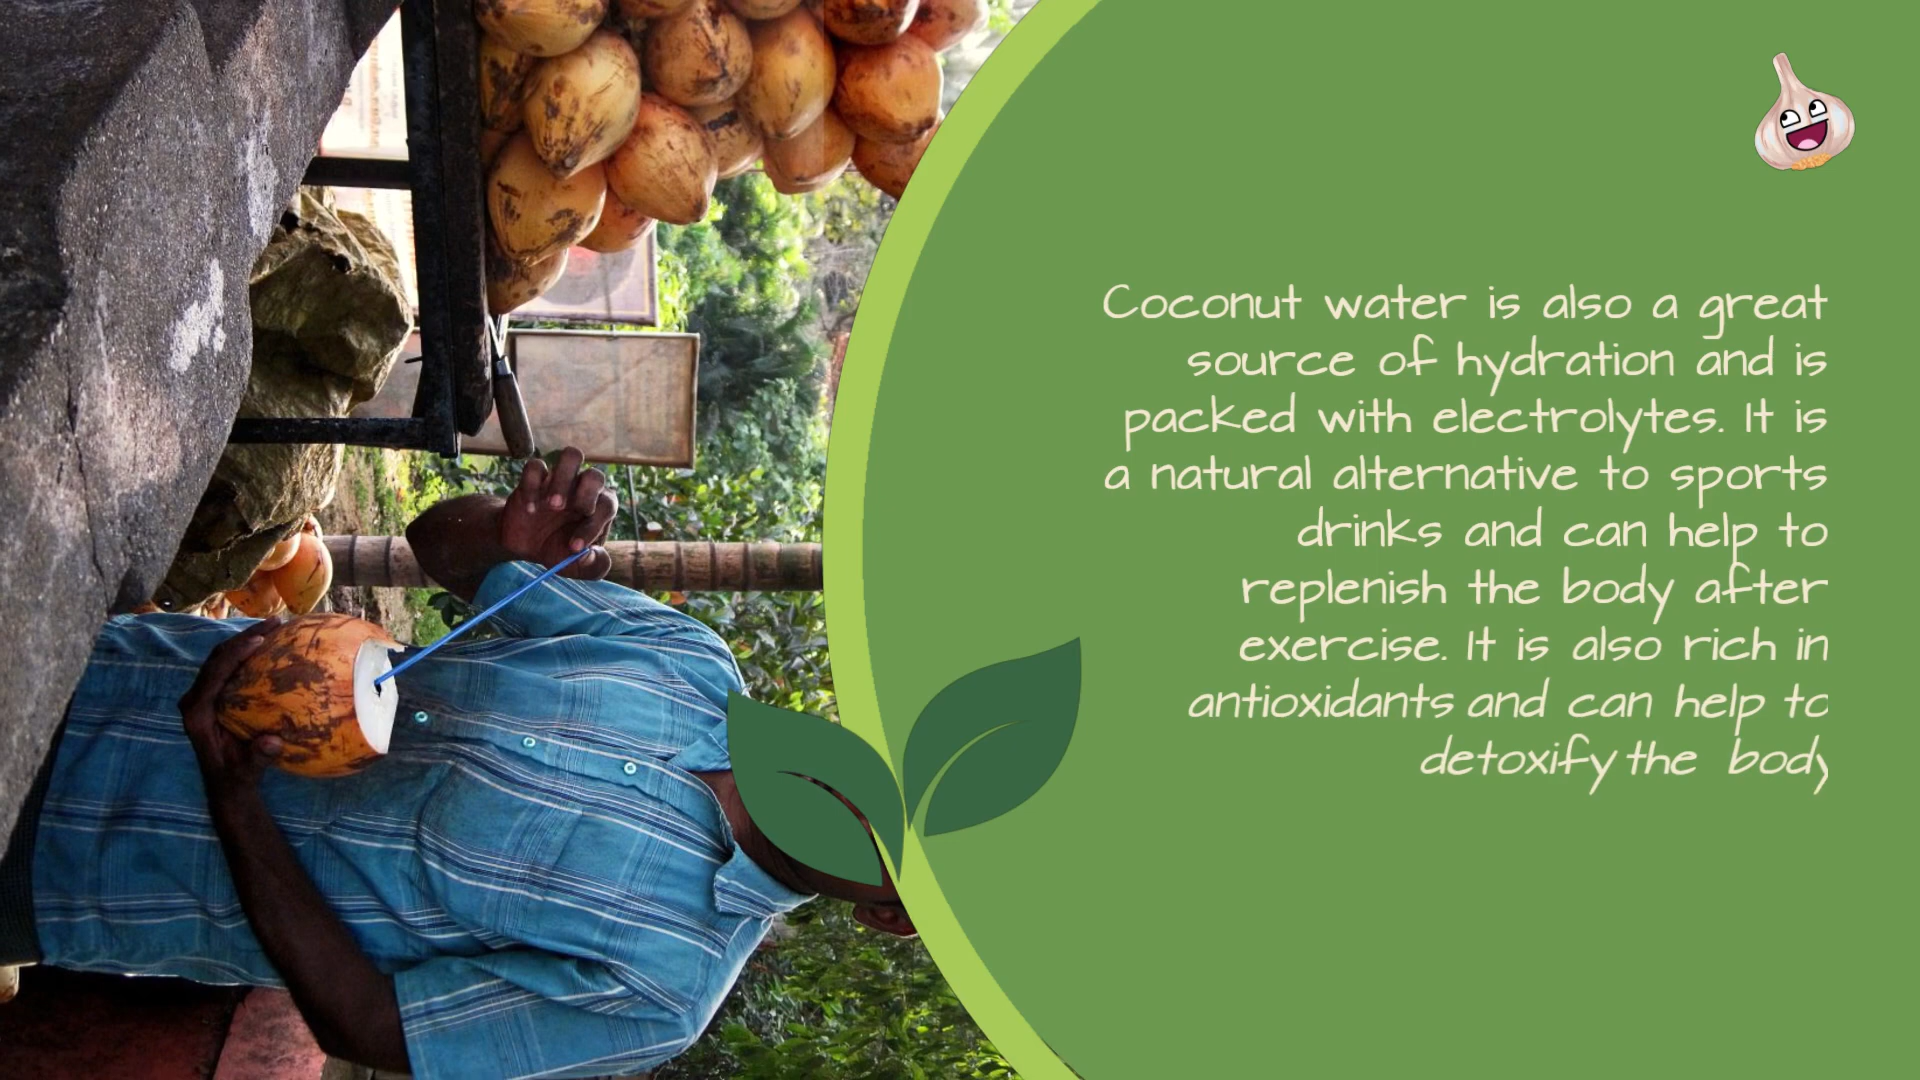 Coconut water is also a great
source of hydration and is
packed with electrolytes. It is
a natural alternative to sports
drinks and can help to
replenish the body after
exercise. It is also rich in
antioxidants and can help to
detoxify the body